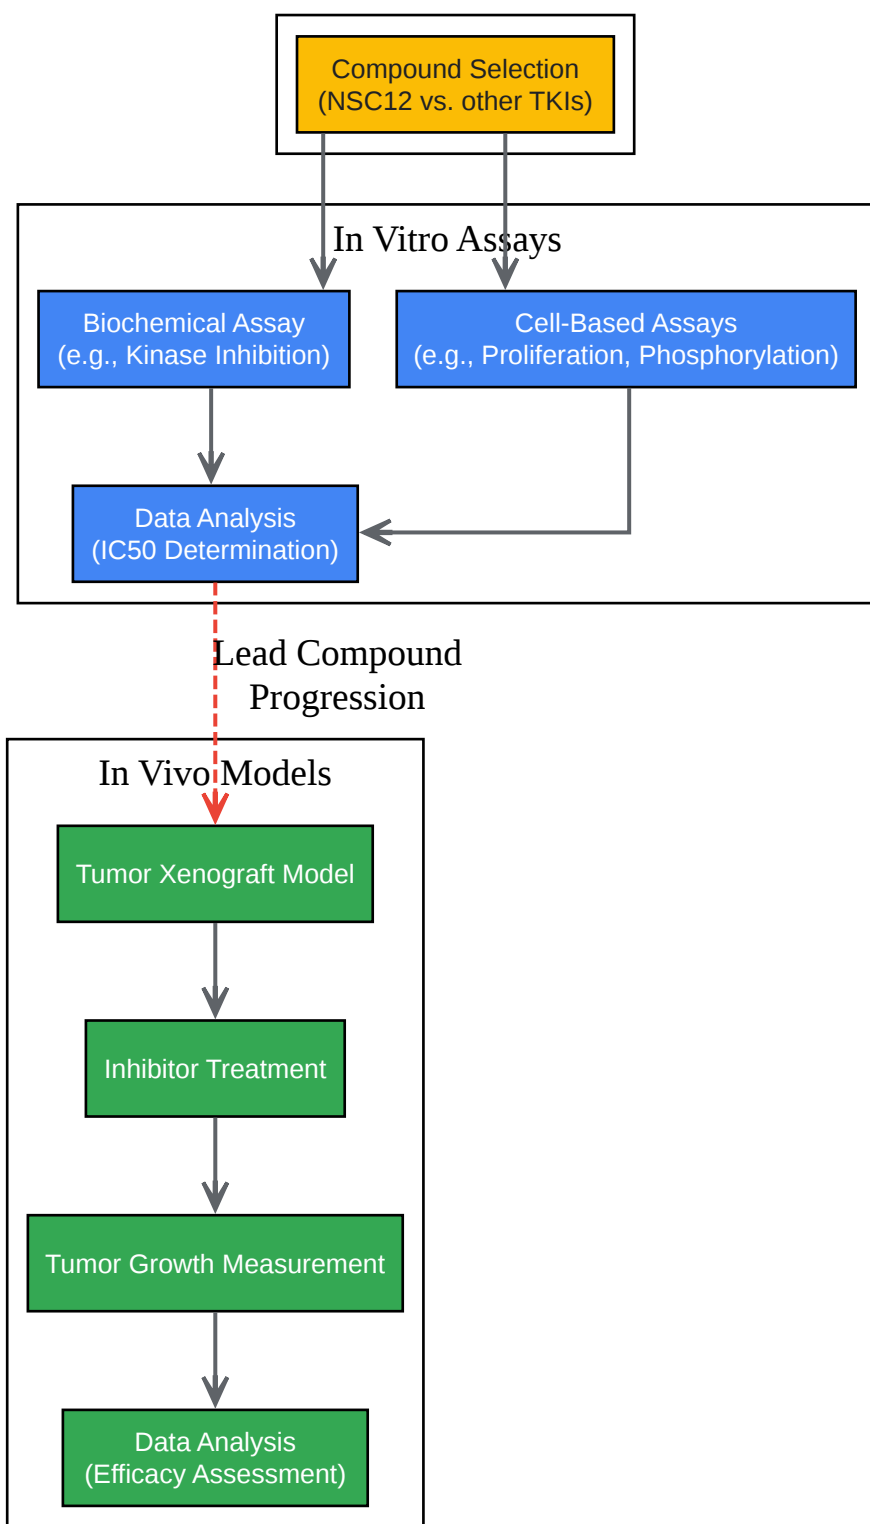 Compound Selection
(NSC12 vs. other TKIs)
In Vitro Assays
Biochemical Assay
(e.g., Kinase Inhibition)
Cell-Based Assays
(e.g., Proliferation, Phosphorylation)
Data Analysis
(IC50 Determination)
Lead Compound
Progression
In Vivo Models
Tumor Xenograft Model
Inhibitor Treatment
Tumor Growth Measurement
Data Analysis
(Efficacy Assessment)